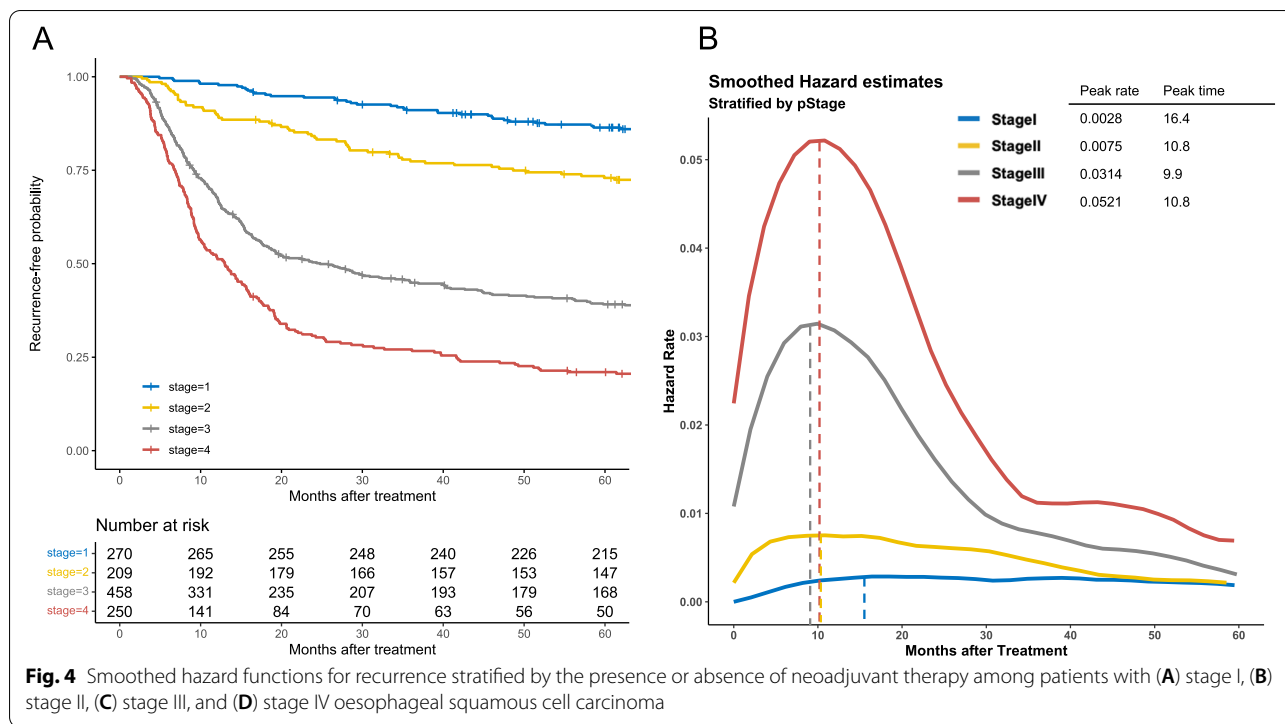 A
1.00
0.75
0.50
0.25
0.00
Recurrence-free probability
stage=1
stage=2
stage=3
stage=4
0 10 20 30 40 50 60
Months after treatment
Number at risk
stage=1 270 265 255 248 240 226 215
stage=2 209 192 179 166 157 153 147
stage=3 458 331 235 207 193 179 168
stage=4 250 141 84 70 63 56 50
0 10 20 30 40 50 60
Months after treatment
B
Smoothed Hazard estimates
Stratified by pStage
Peak rate Peak time
StageI 0.0028 16.4
StageII 0.0075 10.8
StageIII 0.0314 9.9
StageIV 0.0521 10.8
0.05
0.04
0.03
0.02
0.01
0.00
Hazard Rate
0 10 20 30 40 50 60
Months after Treatment
Fig. 4 Smoothed hazard functions for recurrence stratified by the presence or absence of neoadjuvant therapy among patients with (A) stage I, (B)
stage II, (C) stage III, and (D) stage IV oesophageal squamous cell carcinoma